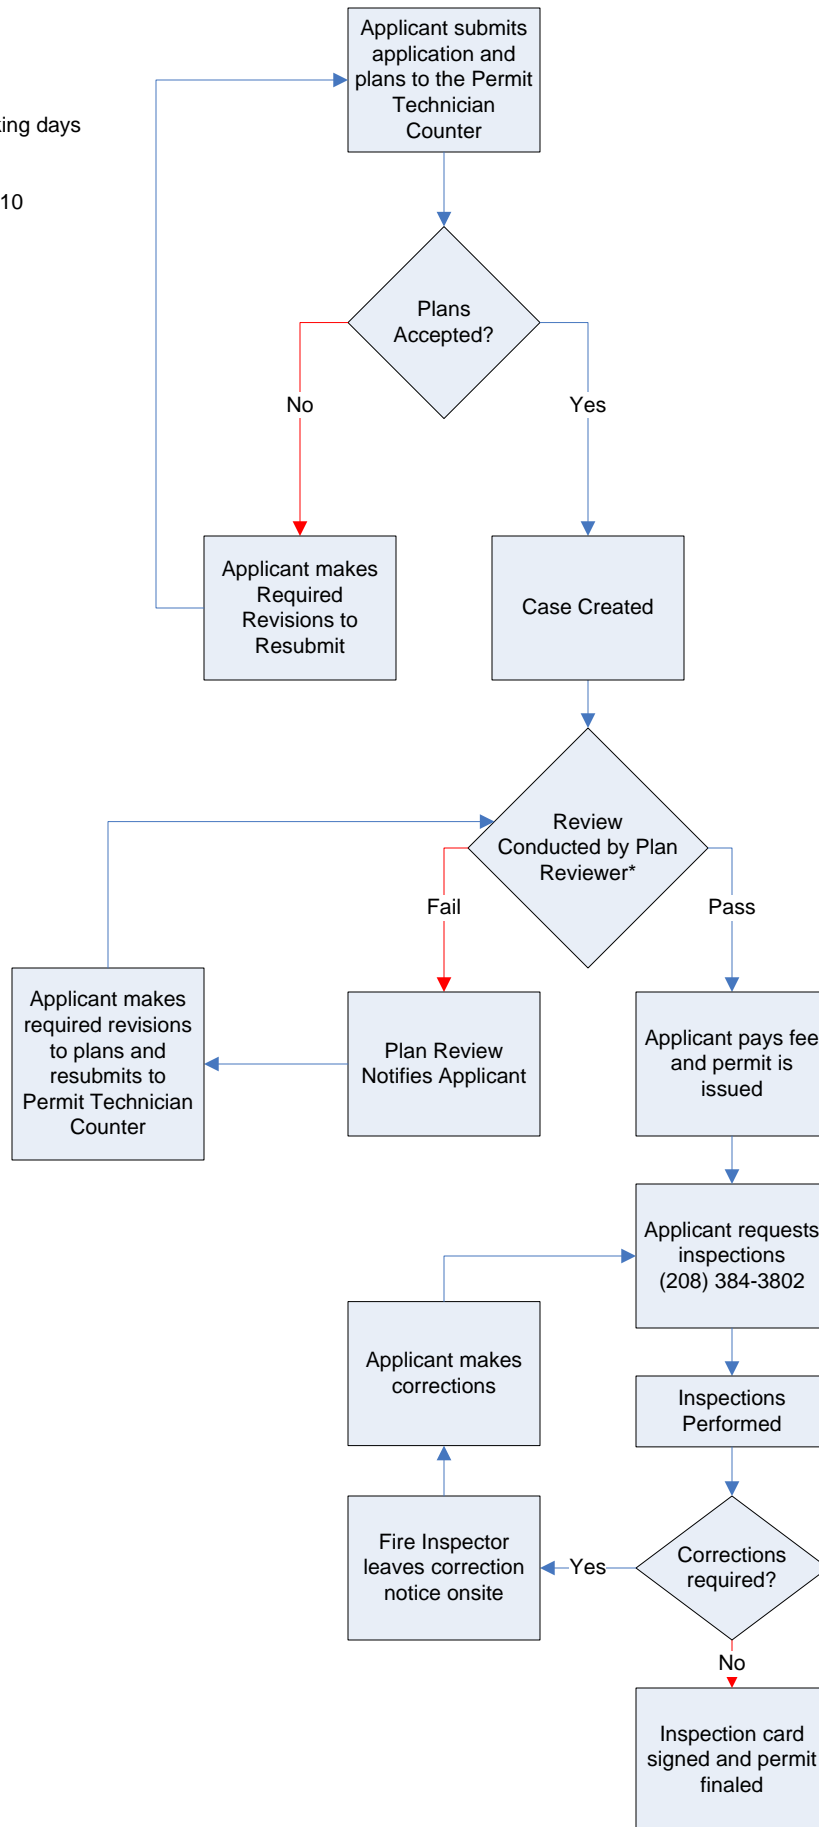 Applicant submits
application and
plans to the Permit
Technician
Counter
ing days
10
Plans
Accepted?
No
Yes
Applicant makes
Required
Revisions to
Resubmit
Case Created
Review
Conducted by Plan
Reviewer*
Fail
Pass
Applicant makes
required revisions
to plans and
resubmits to
Permit Technician
Counter
Plan Review
Notifies Applicant
Applicant pays fee
and permit is
issued
Applicant requests
inspections
(208) 384-3802
Applicant makes
corrections
Inspections
Performed
Fire Inspector
leaves correction
notice onsite
Yes
Corrections
required?
No
Inspection card
signed and permit
finaled